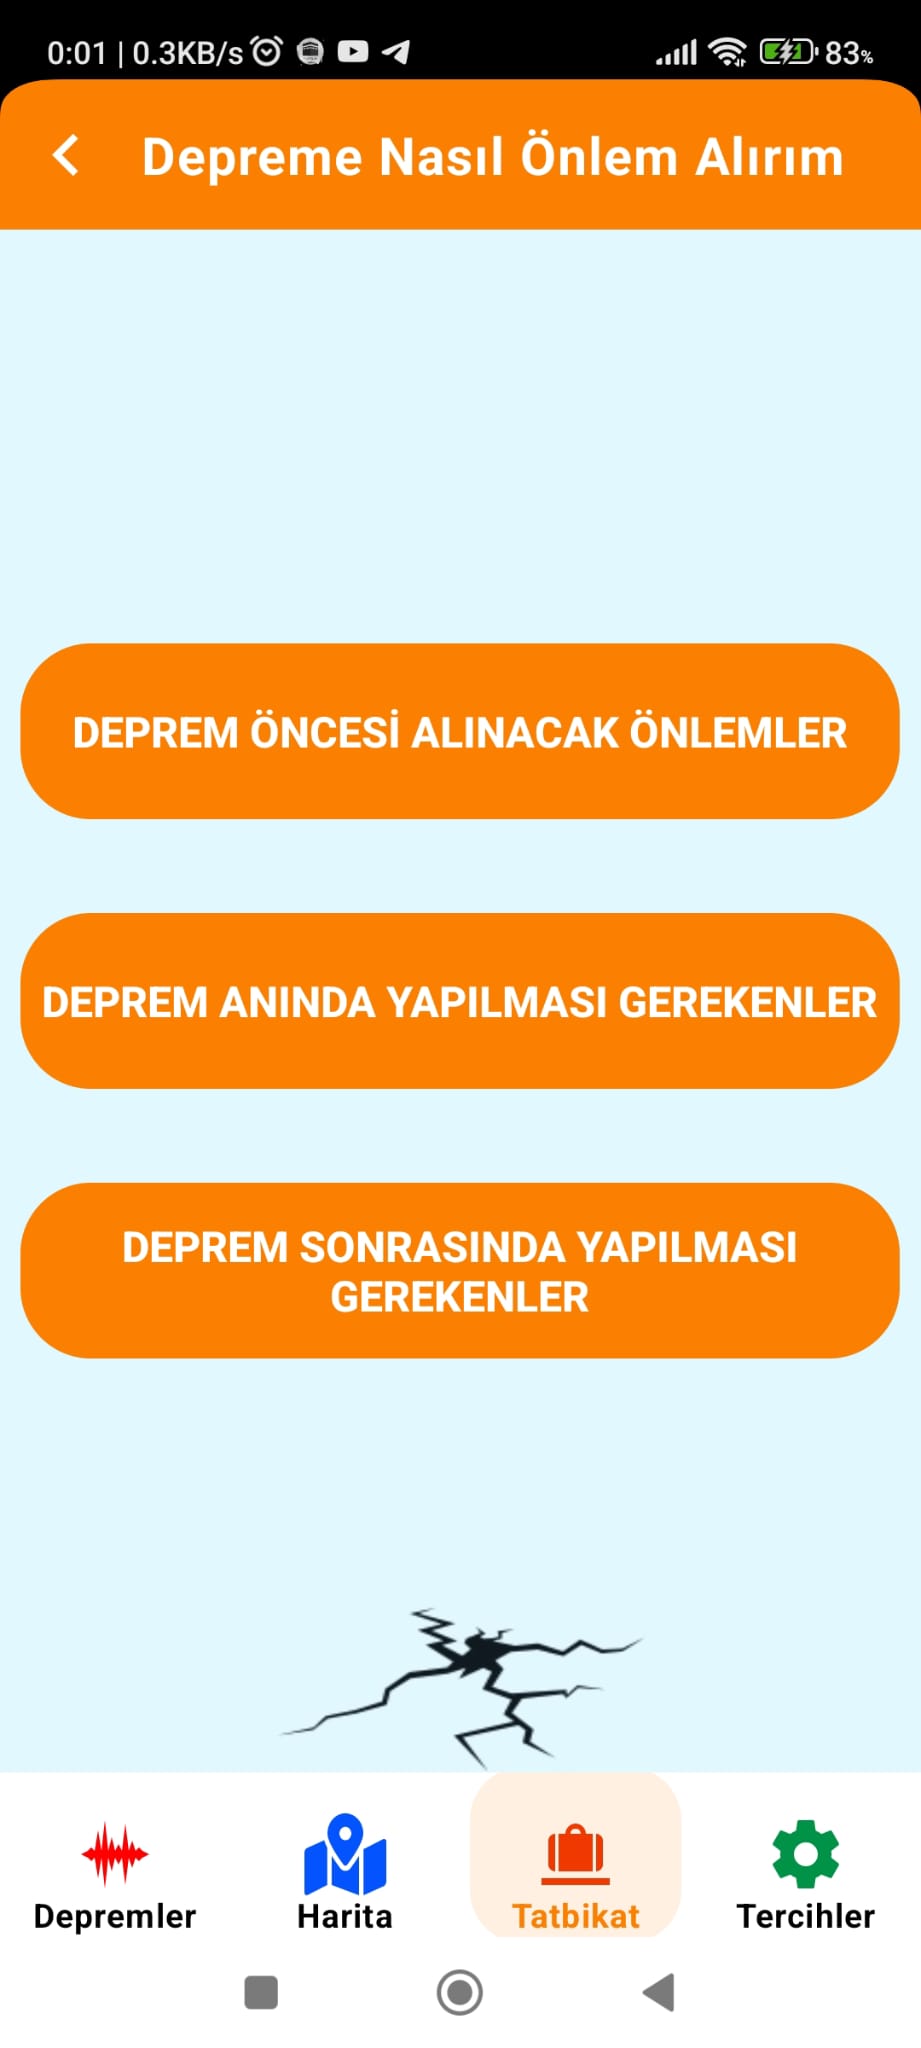 0:01 | 0.3KB/s 83%
Depreme Nasıl Önlem Alırım
DEPREM ÖNCESİ ALINACAK ÖNLEMLER
DEPREM ANINDA YAPILMASI GEREKENLER
DEPREM SONRASINDA YAPILMASI
GEREKENLER
Depremler Harita Tatbikat Tercihler